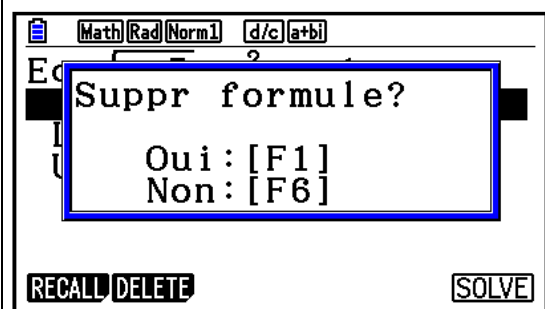 Math Rad Norm1 d/c a+bi
Suppr formule?
Oui:[F1]
Non:[F6]
RECALL DELETE SOLVE